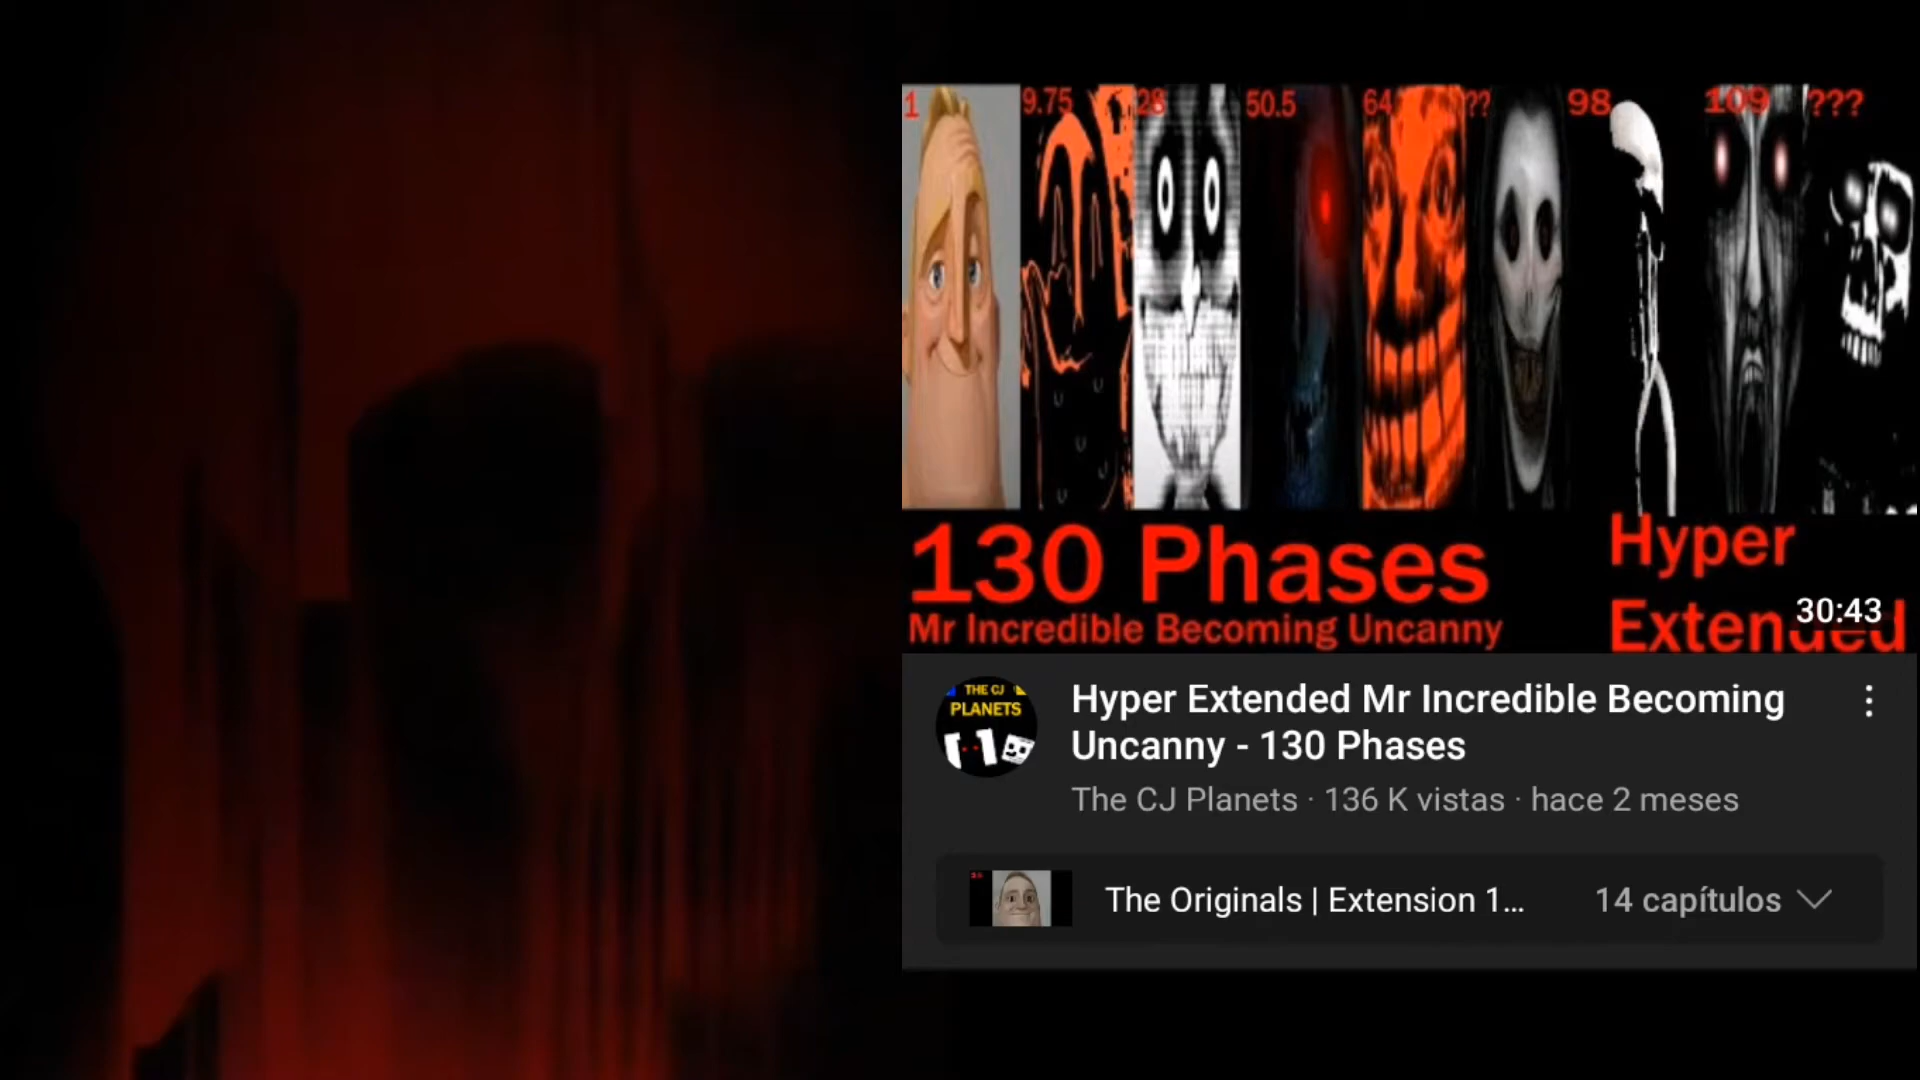 1 9.75 28 50.5 64 ?? 98 109 ???
130 Phases
Mr Incredible Becoming Uncanny
Hyper
Extended
30:43
THE CJ
PLANETS
Hyper Extended Mr Incredible Becoming
Uncanny - 130 Phases
The CJ Planets · 136 K vistas · hace 2 meses
The Originals | Extension 1...
14 capítulos